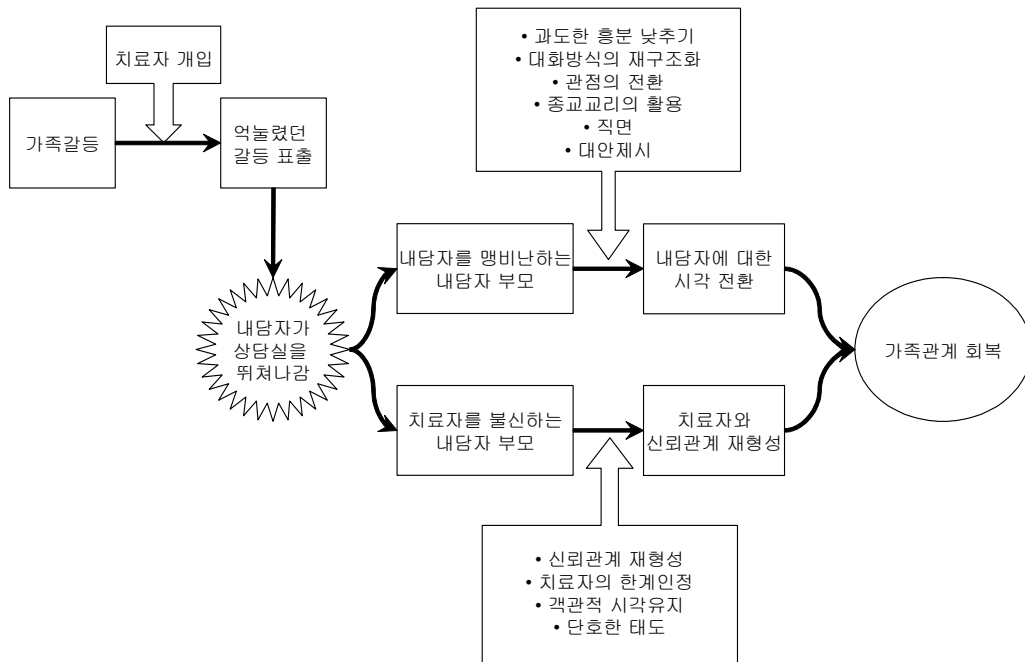 치료자 개입
가족갈등
억눌렸던
갈등 표출
• 과도한 흥분 낮추기
• 대화방식의 재구조화
• 관점의 전환
• 종교교리의 활용
• 직면
• 대안제시
내담자가
상담실을
뛰쳐나감
내담자를 맹비난하는
내담자 부모
내담자에 대한
시각 전환
치료자를 불신하는
내담자 부모
치료자와
신뢰관계 재형성
가족관계 회복
• 신뢰관계 재형성
• 치료자의 한계인정
• 객관적 시각유지
• 단호한 태도